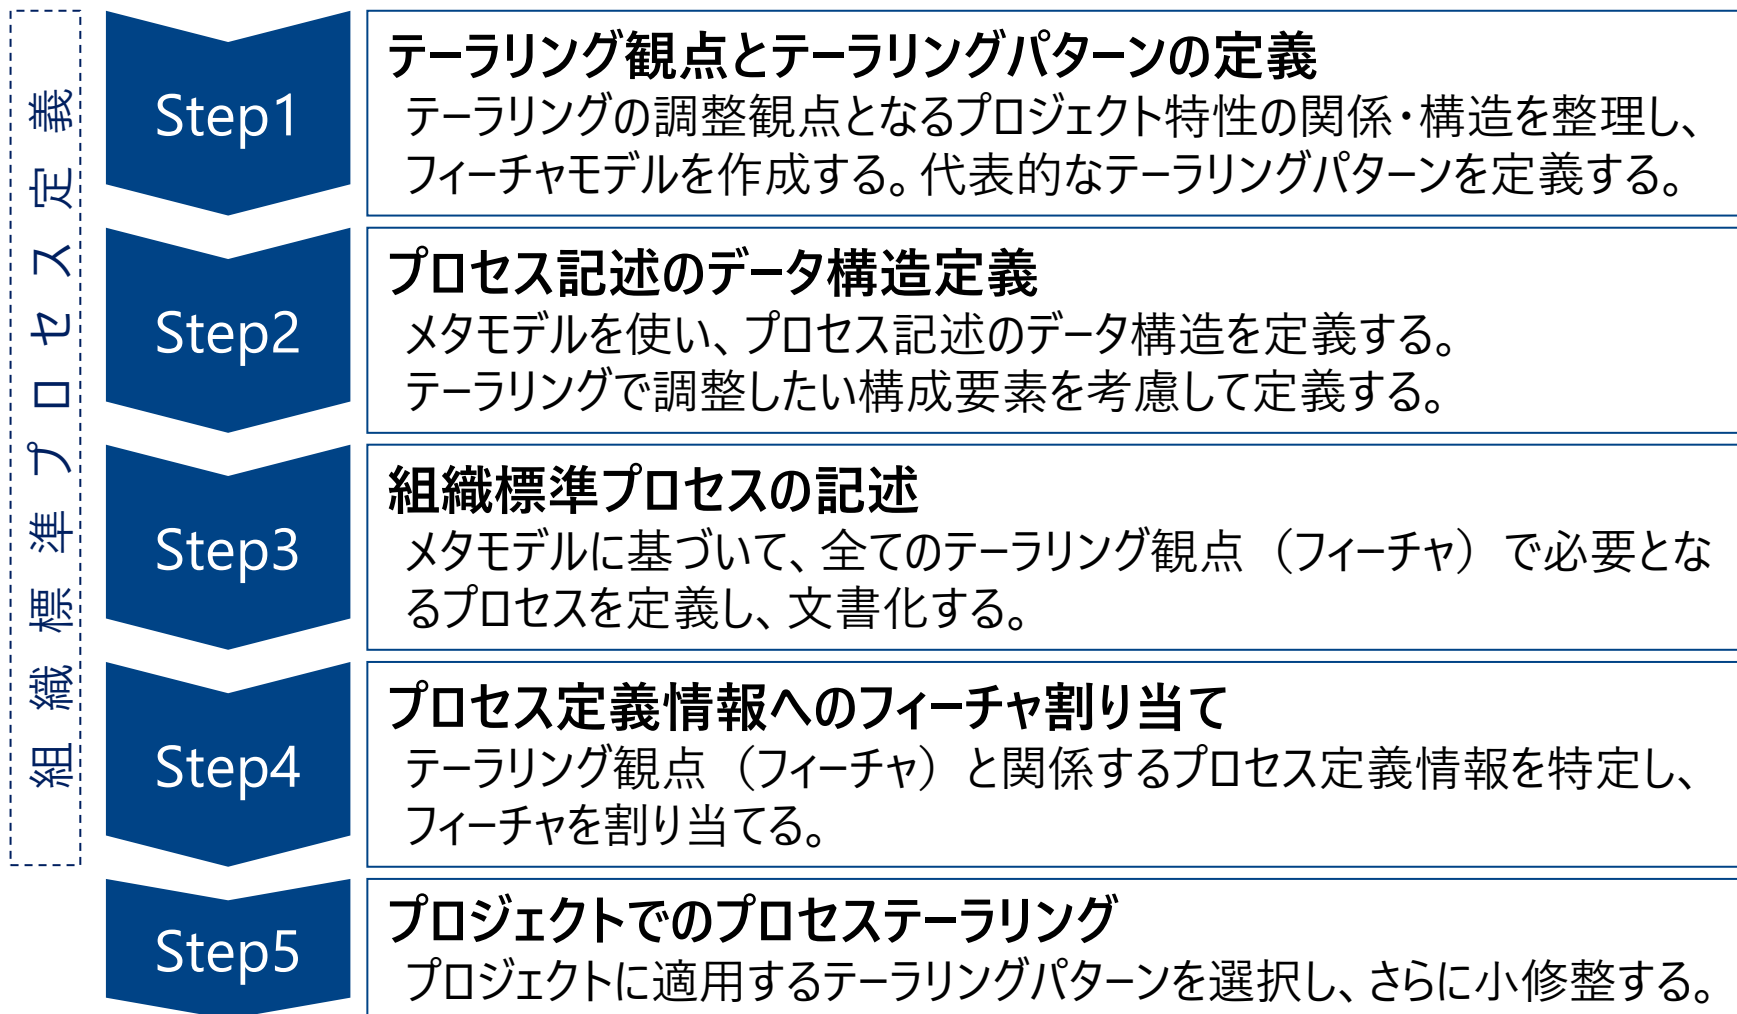 組織標準プロセス定義
Step1
テーラリング観点とテーラリングパターンの定義
テーラリングの調整観点となるプロジェクト特性の関係・構造を整理し、
フィーチャモデルを作成する。代表的なテーラリングパターンを定義する。
Step2
プロセス記述のデータ構造定義
メタモデルを使い、プロセス記述のデータ構造を定義する。
テーラリングで調整したい構成要素を考慮して定義する。
Step3
組織標準プロセスの記述
メタモデルに基づいて、全てのテーラリング観点（フィーチャ）で必要とな
るプロセスを定義し、文書化する。
Step4
プロセス定義情報へのフィーチャ割り当て
テーラリング観点（フィーチャ）と関係するプロセス定義情報を特定し、
フィーチャを割り当てる。
Step5
プロジェクトでのプロセステーラリング
プロジェクトに適用するテーラリングパターンを選択し、さらに小修整する。